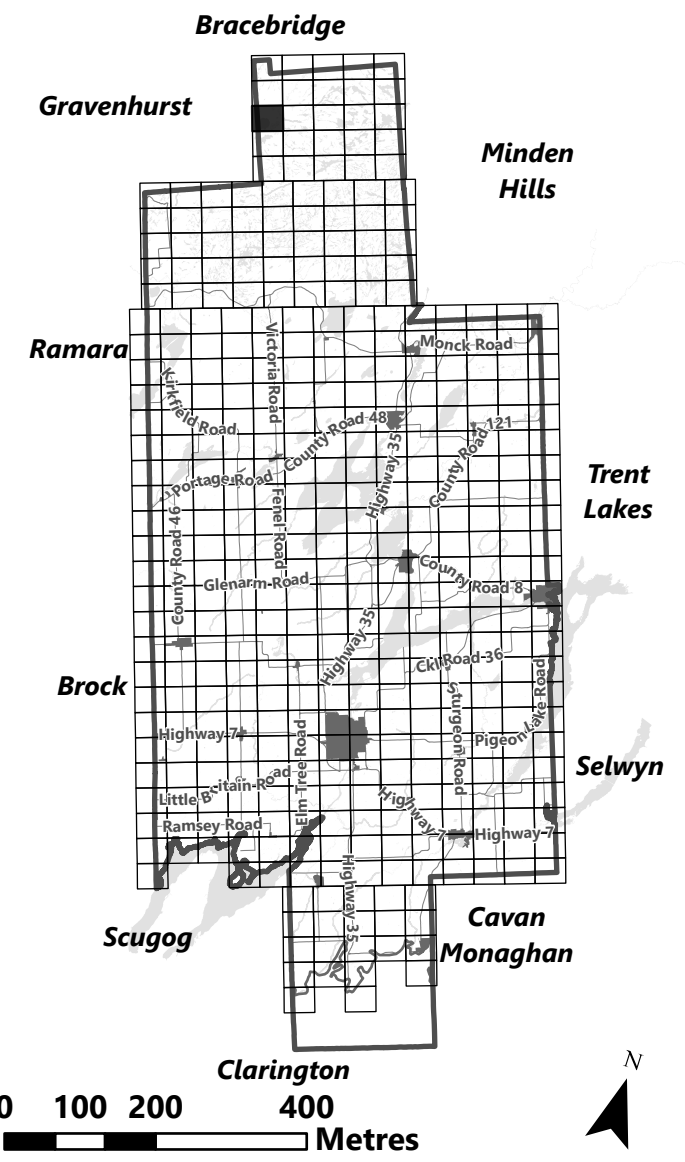 Bracebridge
Gravenhurst
Minden
Hills
Ramara
Monck Road
Victoria Road
Kirkfield Road
County Road 48
County Road 121
Highway 35
Portage Road
Trent
Lakes
Fenel Road
County Road 46
Glenarm Road
County Road 8
Highway 35
Ckl Road 36
Brock
Sturgeon Road
Pigeon Lake Road
Highway 7
Elm Tree Road
Selwyn
Little Britain Road
Highway 7
Ramsey Road
Highway 7
Highway 35
Scugog
Cavan
Monaghan
Clarington
N
0 100 200 400
Metres